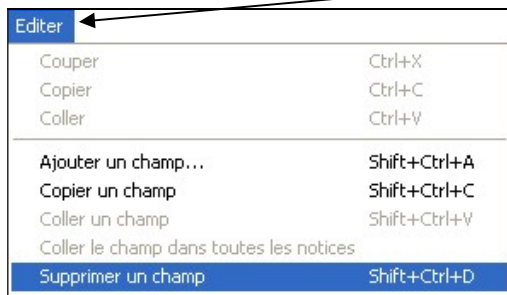 Editer
Couper Ctrl+X
Copier Ctrl+C
Coller Ctrl+V
Ajouter un champ... Shift+Ctrl+A
Copier un champ Shift+Ctrl+C
Coller un champ Shift+Ctrl+V
Coller le champ dans toutes les notices
Supprimer un champ Shift+Ctrl+D